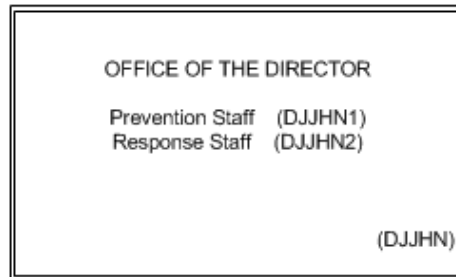 OFFICE OF THE DIRECTOR
Prevention Staff (DJJHN1)
Response Staff (DJJHN2)
(DJJHN)